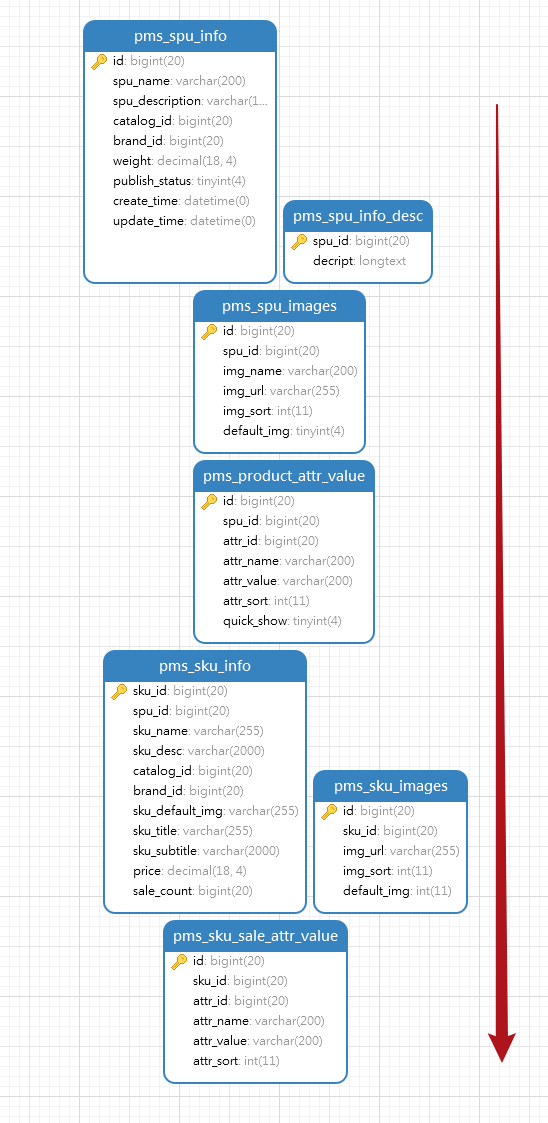 pms_spu_info
id: bigint(20)
spu_name: varchar(200)
spu_description: varchar(1...
catalog_id: bigint(20)
brand_id: bigint(20)
weight: decimal(18, 4)
publish_status: tinyint(4)
create_time: datetime(0)
update_time: datetime(0)
pms_spu_info_desc
spu_id: bigint(20)
decript: longtext
pms_spu_images
id: bigint(20)
spu_id: bigint(20)
img_name: varchar(200)
img_url: varchar(255)
img_sort: int(11)
default_img: tinyint(4)
pms_product_attr_value
id: bigint(20)
spu_id: bigint(20)
attr_id: bigint(20)
attr_name: varchar(200)
attr_value: varchar(200)
attr_sort: int(11)
quick_show: tinyint(4)
pms_sku_info
sku_id: bigint(20)
spu_id: bigint(20)
sku_name: varchar(255)
sku_desc: varchar(2000)
catalog_id: bigint(20)
brand_id: bigint(20)
sku_default_img: varchar(255)
sku_title: varchar(255)
sku_subtitle: varchar(2000)
price: decimal(18, 4)
sale_count: bigint(20)
pms_sku_images
id: bigint(20)
sku_id: bigint(20)
img_url: varchar(255)
img_sort: int(11)
default_img: int(11)
pms_sku_sale_attr_value
id: bigint(20)
sku_id: bigint(20)
attr_id: bigint(20)
attr_name: varchar(200)
attr_value: varchar(200)
attr_sort: int(11)